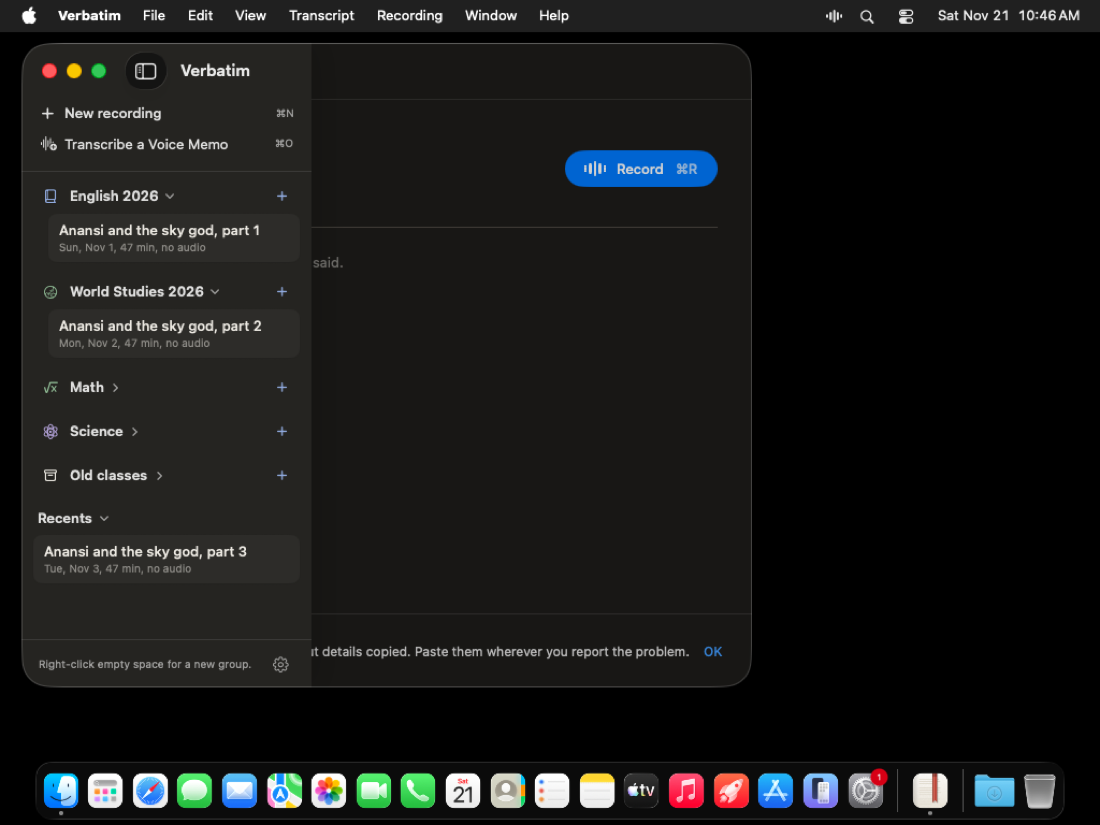 Verbatim File Edit View Transcript Recording Window Help Sat Nov 21 10:46 AM
Verbatim
+ New recording ⌘N
Transcribe a Voice Memo ⌘O
Record ⌘R
English 2026 +
Anansi and the sky god, part 1
Sun, Nov 1, 47 min, no audio
said.
World Studies 2026 +
Anansi and the sky god, part 2
Mon, Nov 2, 47 min, no audio
Math +
Science +
Old classes +
Recents
Anansi and the sky god, part 3
Tue, Nov 3, 47 min, no audio
Right-click empty space for a new group.
details copied. Paste them wherever you report the problem. OK
Sat
21
tv
1